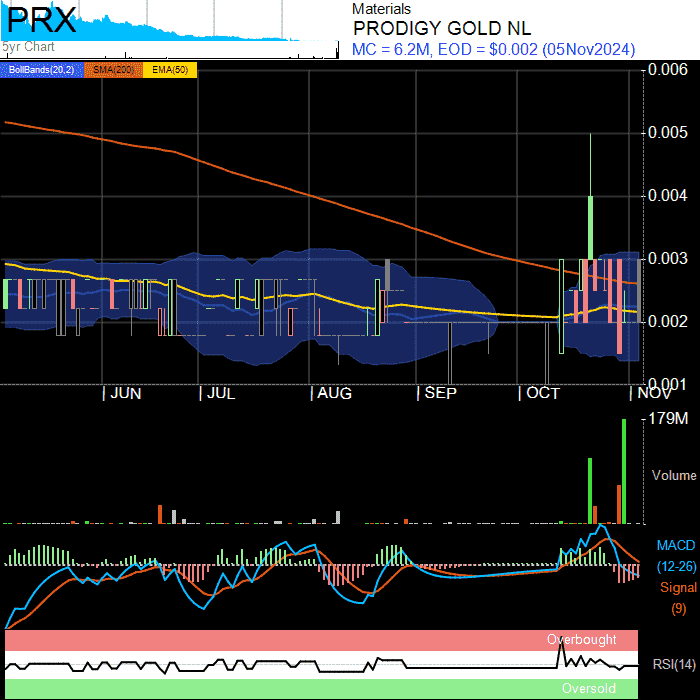 PRX
5yr Chart
Materials
PRODIGY GOLD NL
MC = 6.2M, EOD = $0.002 (05Nov2024)
BollBands(20,2) SMA(200) EMA(50)
0.006
0.005
0.004
0.003
0.002
0.001
JUN JUL AUG SEP OCT NOV
179M
Volume
MACD
(12-26)
Signal
(9)
Overbought
RSI(14)
Oversold